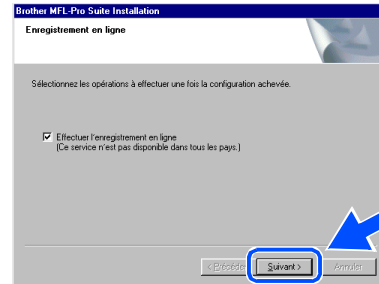 Brother MFL-Pro Suite Installation
Enregistrement en ligne
Sélectionnez les opérations à effectuer une fois la configuration achevée.
Effectuer l'enregistrement en ligne
(Ce service n'est pas disponible dans tous les pays.)
Suivant > Annuler